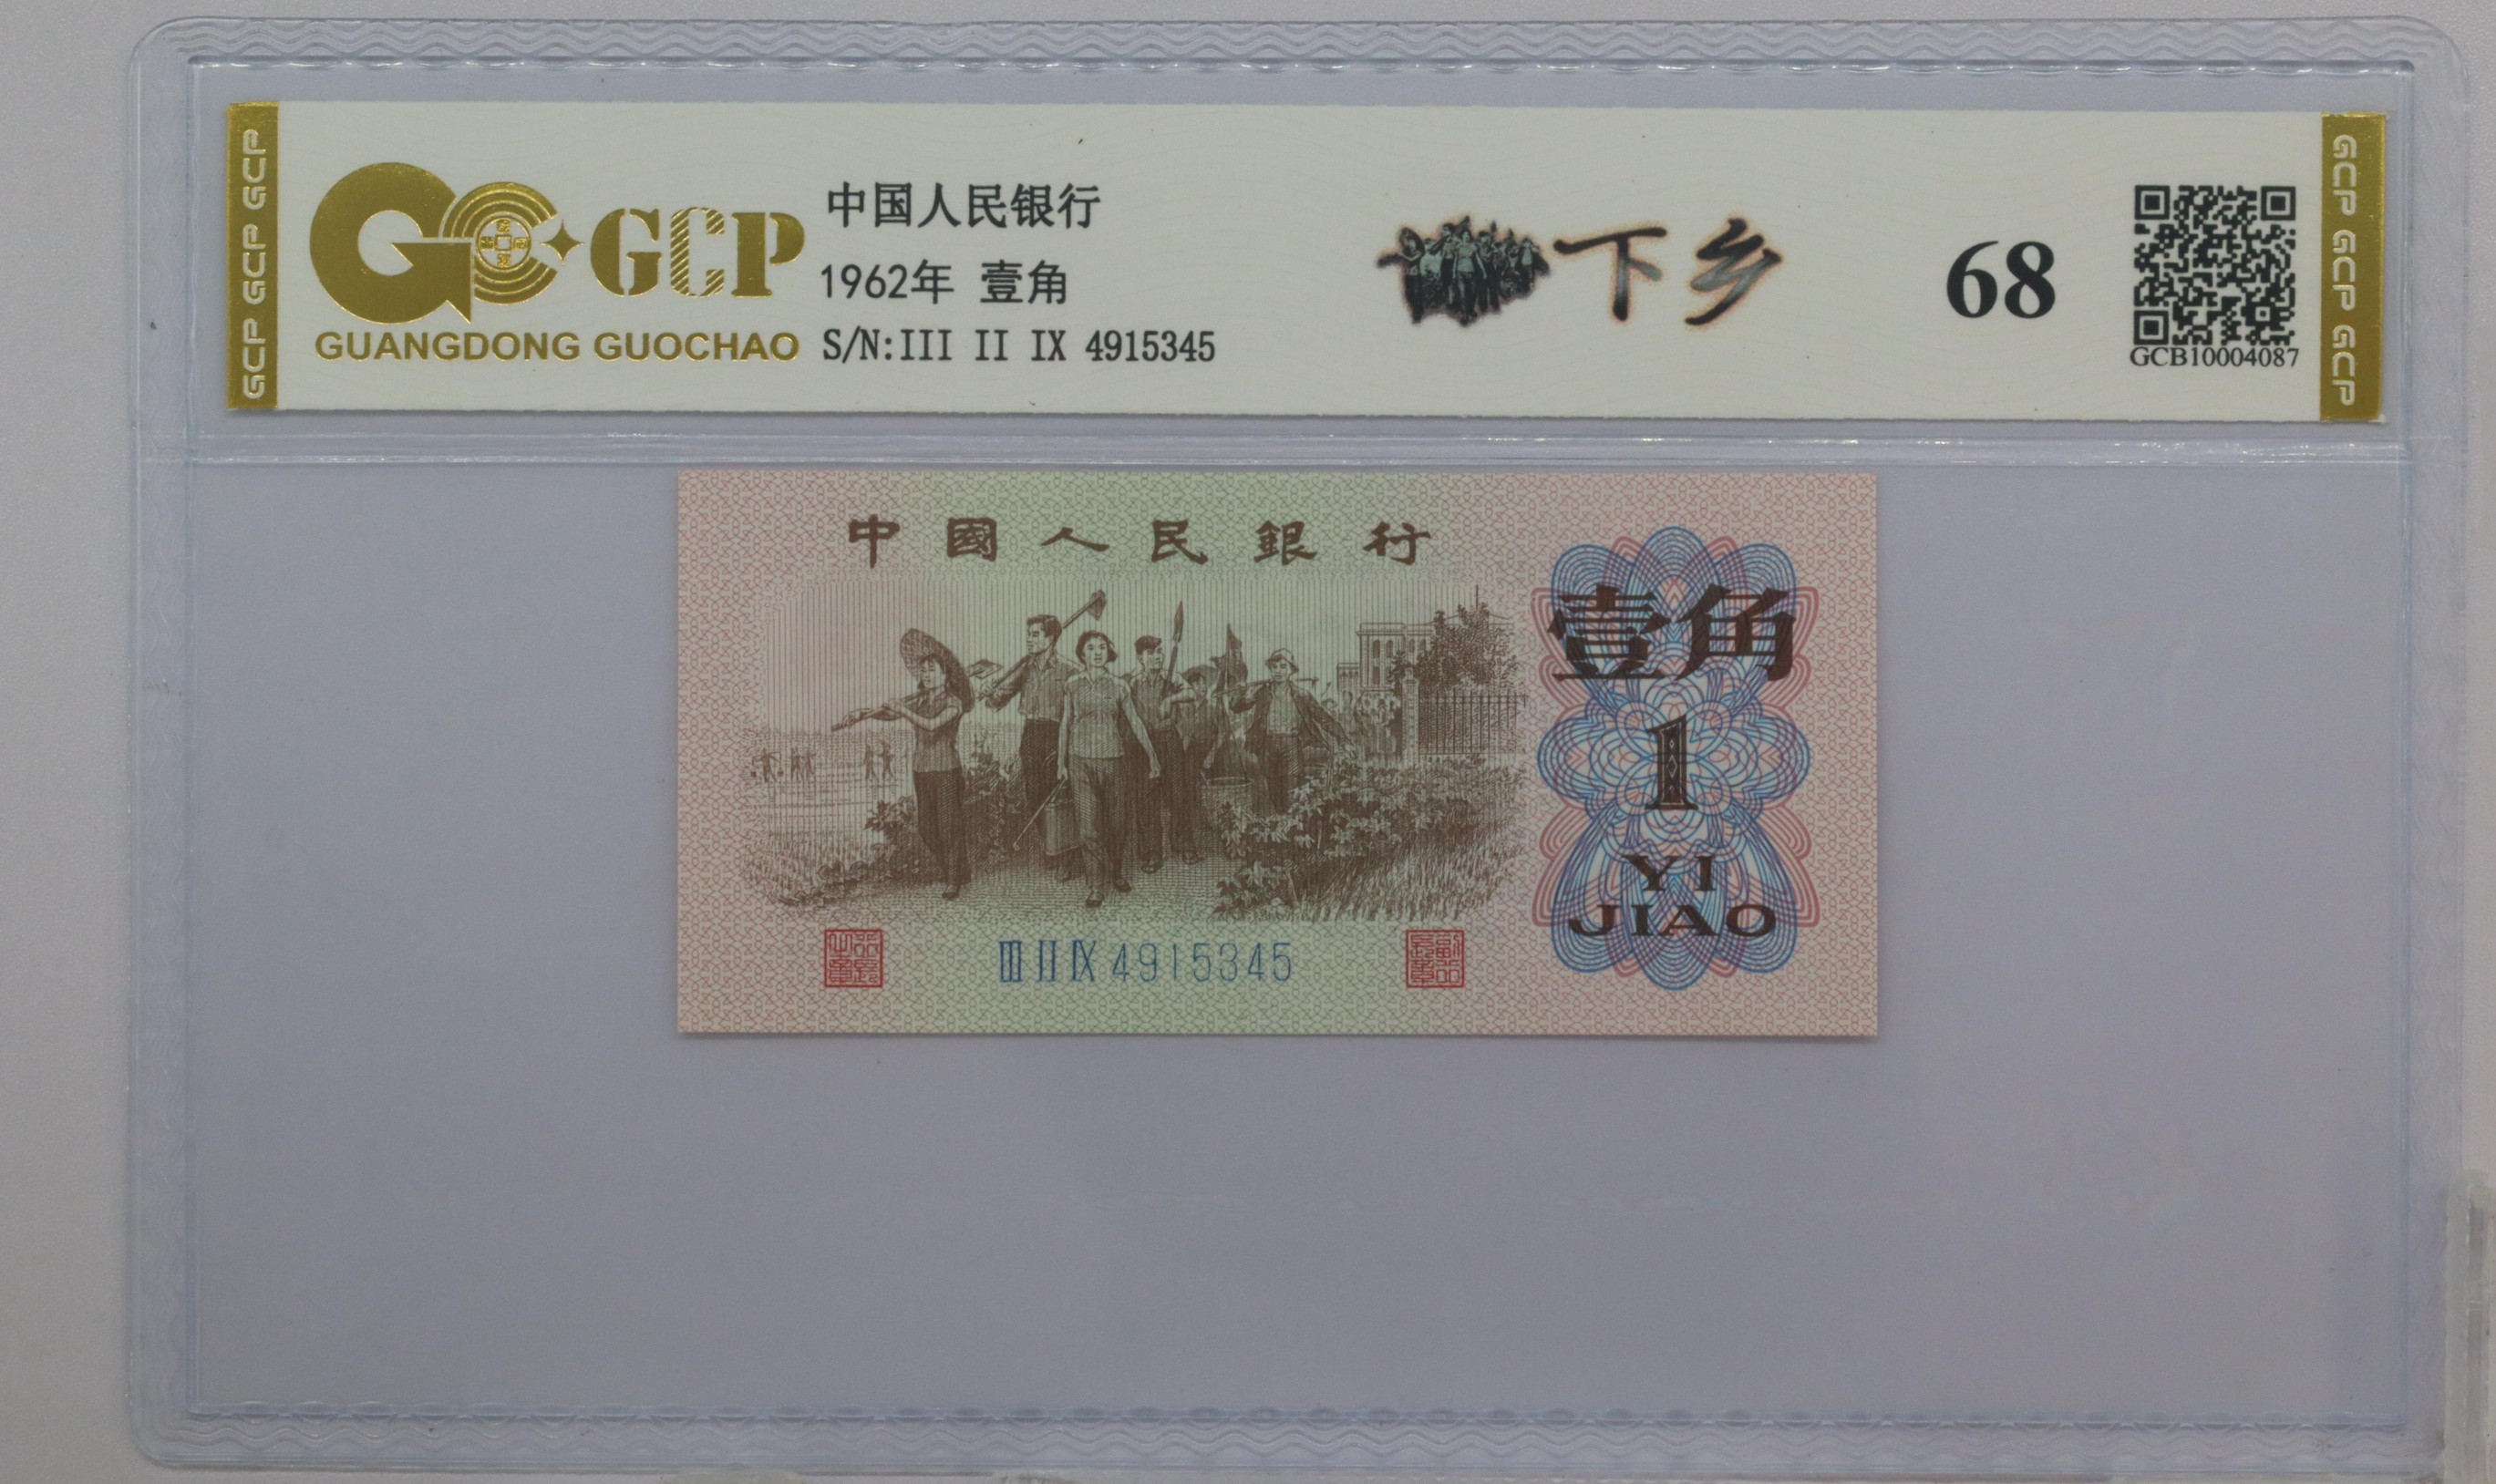 GCP GCP GCP
GCP
GUANGDONG GUOCHAO
中国人民银行
1962年 壹角
S/N:III II IX 4915345
下乡
68
GCB10004087
GCP GCP GCP
中國人民銀行
壹角
1
YI
JIAO
III II IX 4915345